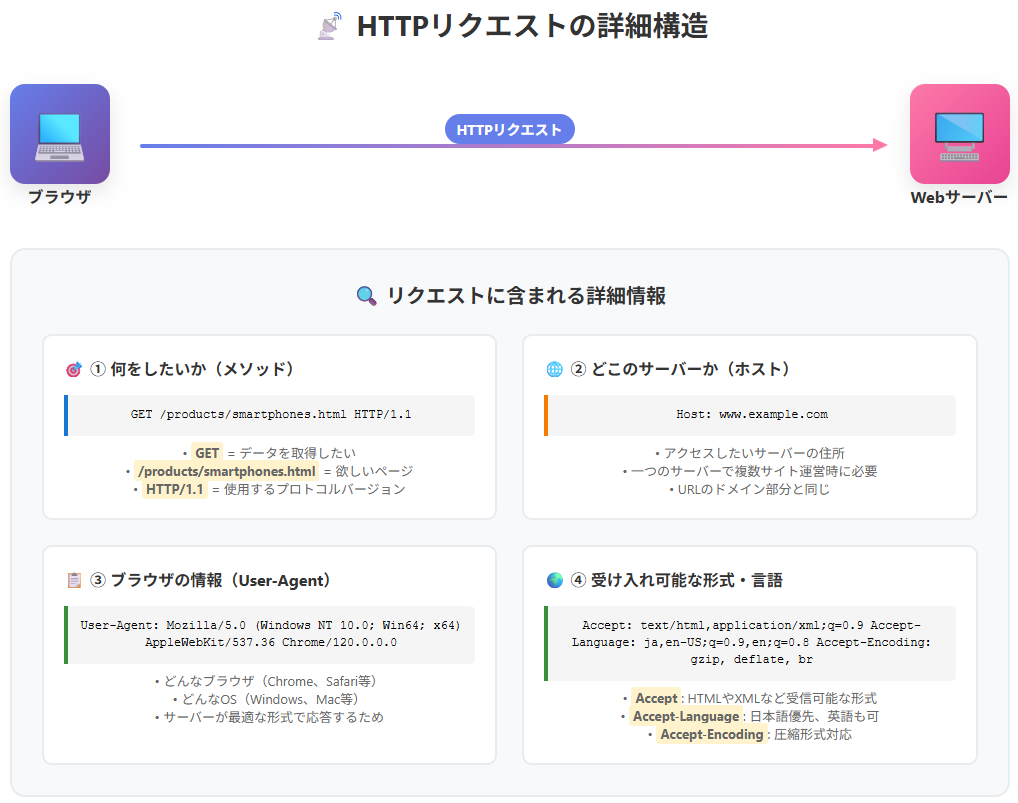 HTTPリクエストの詳細構造
HTTPリクエスト
ブラウザ
Webサーバー
リクエストに含まれる詳細情報
① 何をしたいか（メソッド）
GET /products/smartphones.html HTTP/1.1
• GET = データを取得したい
• /products/smartphones.html = 欲しいページ
• HTTP/1.1 = 使用するプロトコルバージョン
② どこのサーバーか（ホスト）
Host: www.example.com
• アクセスしたいサーバーの住所
• 一つのサーバーで複数サイト運営時に必要
• URLのドメイン部分と同じ
③ ブラウザの情報（User-Agent）
User-Agent: Mozilla/5.0 (Windows NT 10.0; Win64; x64)
AppleWebKit/537.36 Chrome/120.0.0.0
• どんなブラウザ（Chrome、Safari等）
• どんなOS（Windows、Mac等）
• サーバーが最適な形式で応答するため
④ 受け入れ可能な形式・言語
Accept: text/html,application/xml;q=0.9 Accept-
Language: ja,en-US;q=0.9,en;q=0.8 Accept-Encoding:
gzip, deflate, br
• Accept : HTMLやXMLなど受信可能な形式
• Accept-Language : 日本語優先、英語も可
• Accept-Encoding : 圧縮形式対応